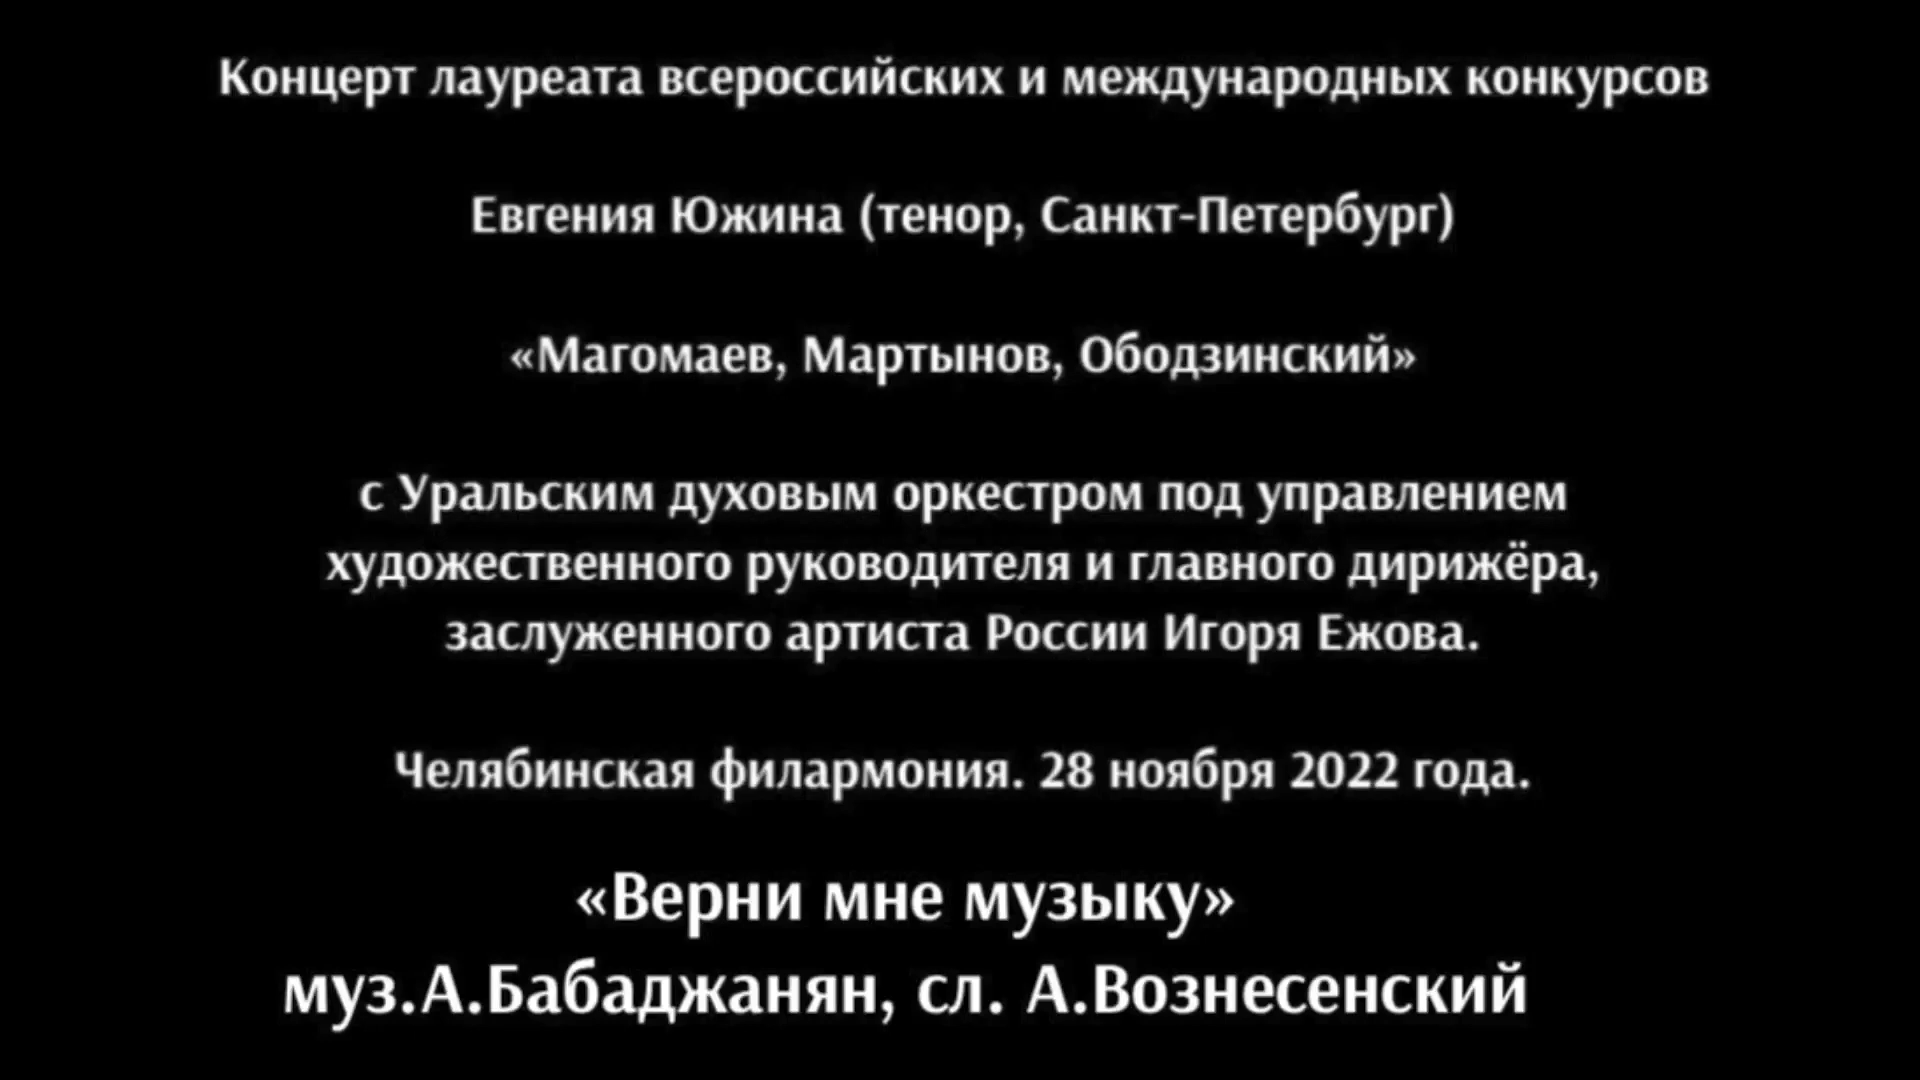 Концерт лауреата всероссийских и международных конкурсов
Евгения Южина (тенор, Санкт-Петербург)
«Магомаев, Мартынов, Ободзинский»
с Уральским духовым оркестром под управлением
художественного руководителя и главного дирижёра,
заслуженного артиста России Игоря Ежова.
Челябинская филармония. 28 ноября 2022 года.
«Верни мне музыку»
муз.А.Бабаджанян, сл. А.Вознесенский